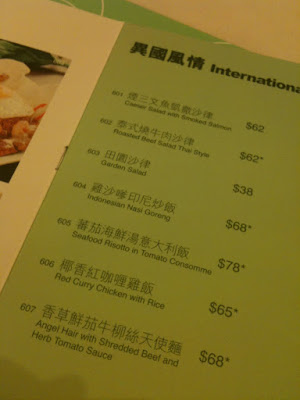 異國風情 Internationa
601 煙三文魚凱撒沙律
Caesar Salad with Smoked Salmon $62
602 泰式燒牛肉沙律
Roasted Beef Salad Thai Style $62*
603 田園沙律
Garden Salad $38
604 雞沙嗲印尼炒飯
Indonesian Nasi Goreng $68*
605 蕃茄海鮮湯意大利飯
Seafood Risotto in Tomato Consomme $78*
606 椰香紅咖喱雞飯
Red Curry Chicken with Rice $65*
607 香草鮮茄牛柳絲天使麵
Angel Hair with Shredded Beef and
Herb Tomato Sauce $68*